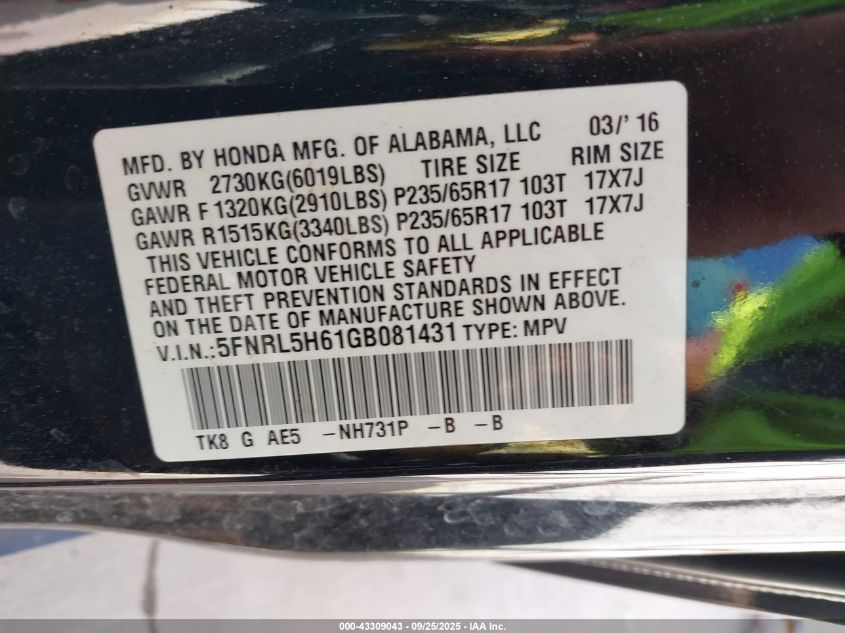 MFD. BY HONDA MFG. OF ALABAMA, LLC 03/' 16
GVWR 2730KG(6019LBS) TIRE SIZE RIM SIZE
GAWR F 1320KG(2910LBS) P235/65R17 103T 17X7J
GAWR R1515KG(3340LBS) P235/65R17 103T 17X7J
THIS VEHICLE CONFORMS TO ALL APPLICABLE
FEDERAL MOTOR VEHICLE SAFETY
AND THEFT PREVENTION STANDARDS IN EFFECT
ON THE DATE OF MANUFACTURE SHOWN ABOVE.
V.I.N.:5FNRL5H61GB081431 TYPE: MPV
TK8 G AE5 -NH731P -B -B
000-43309043 - 09/25/2025 - IAA Inc.